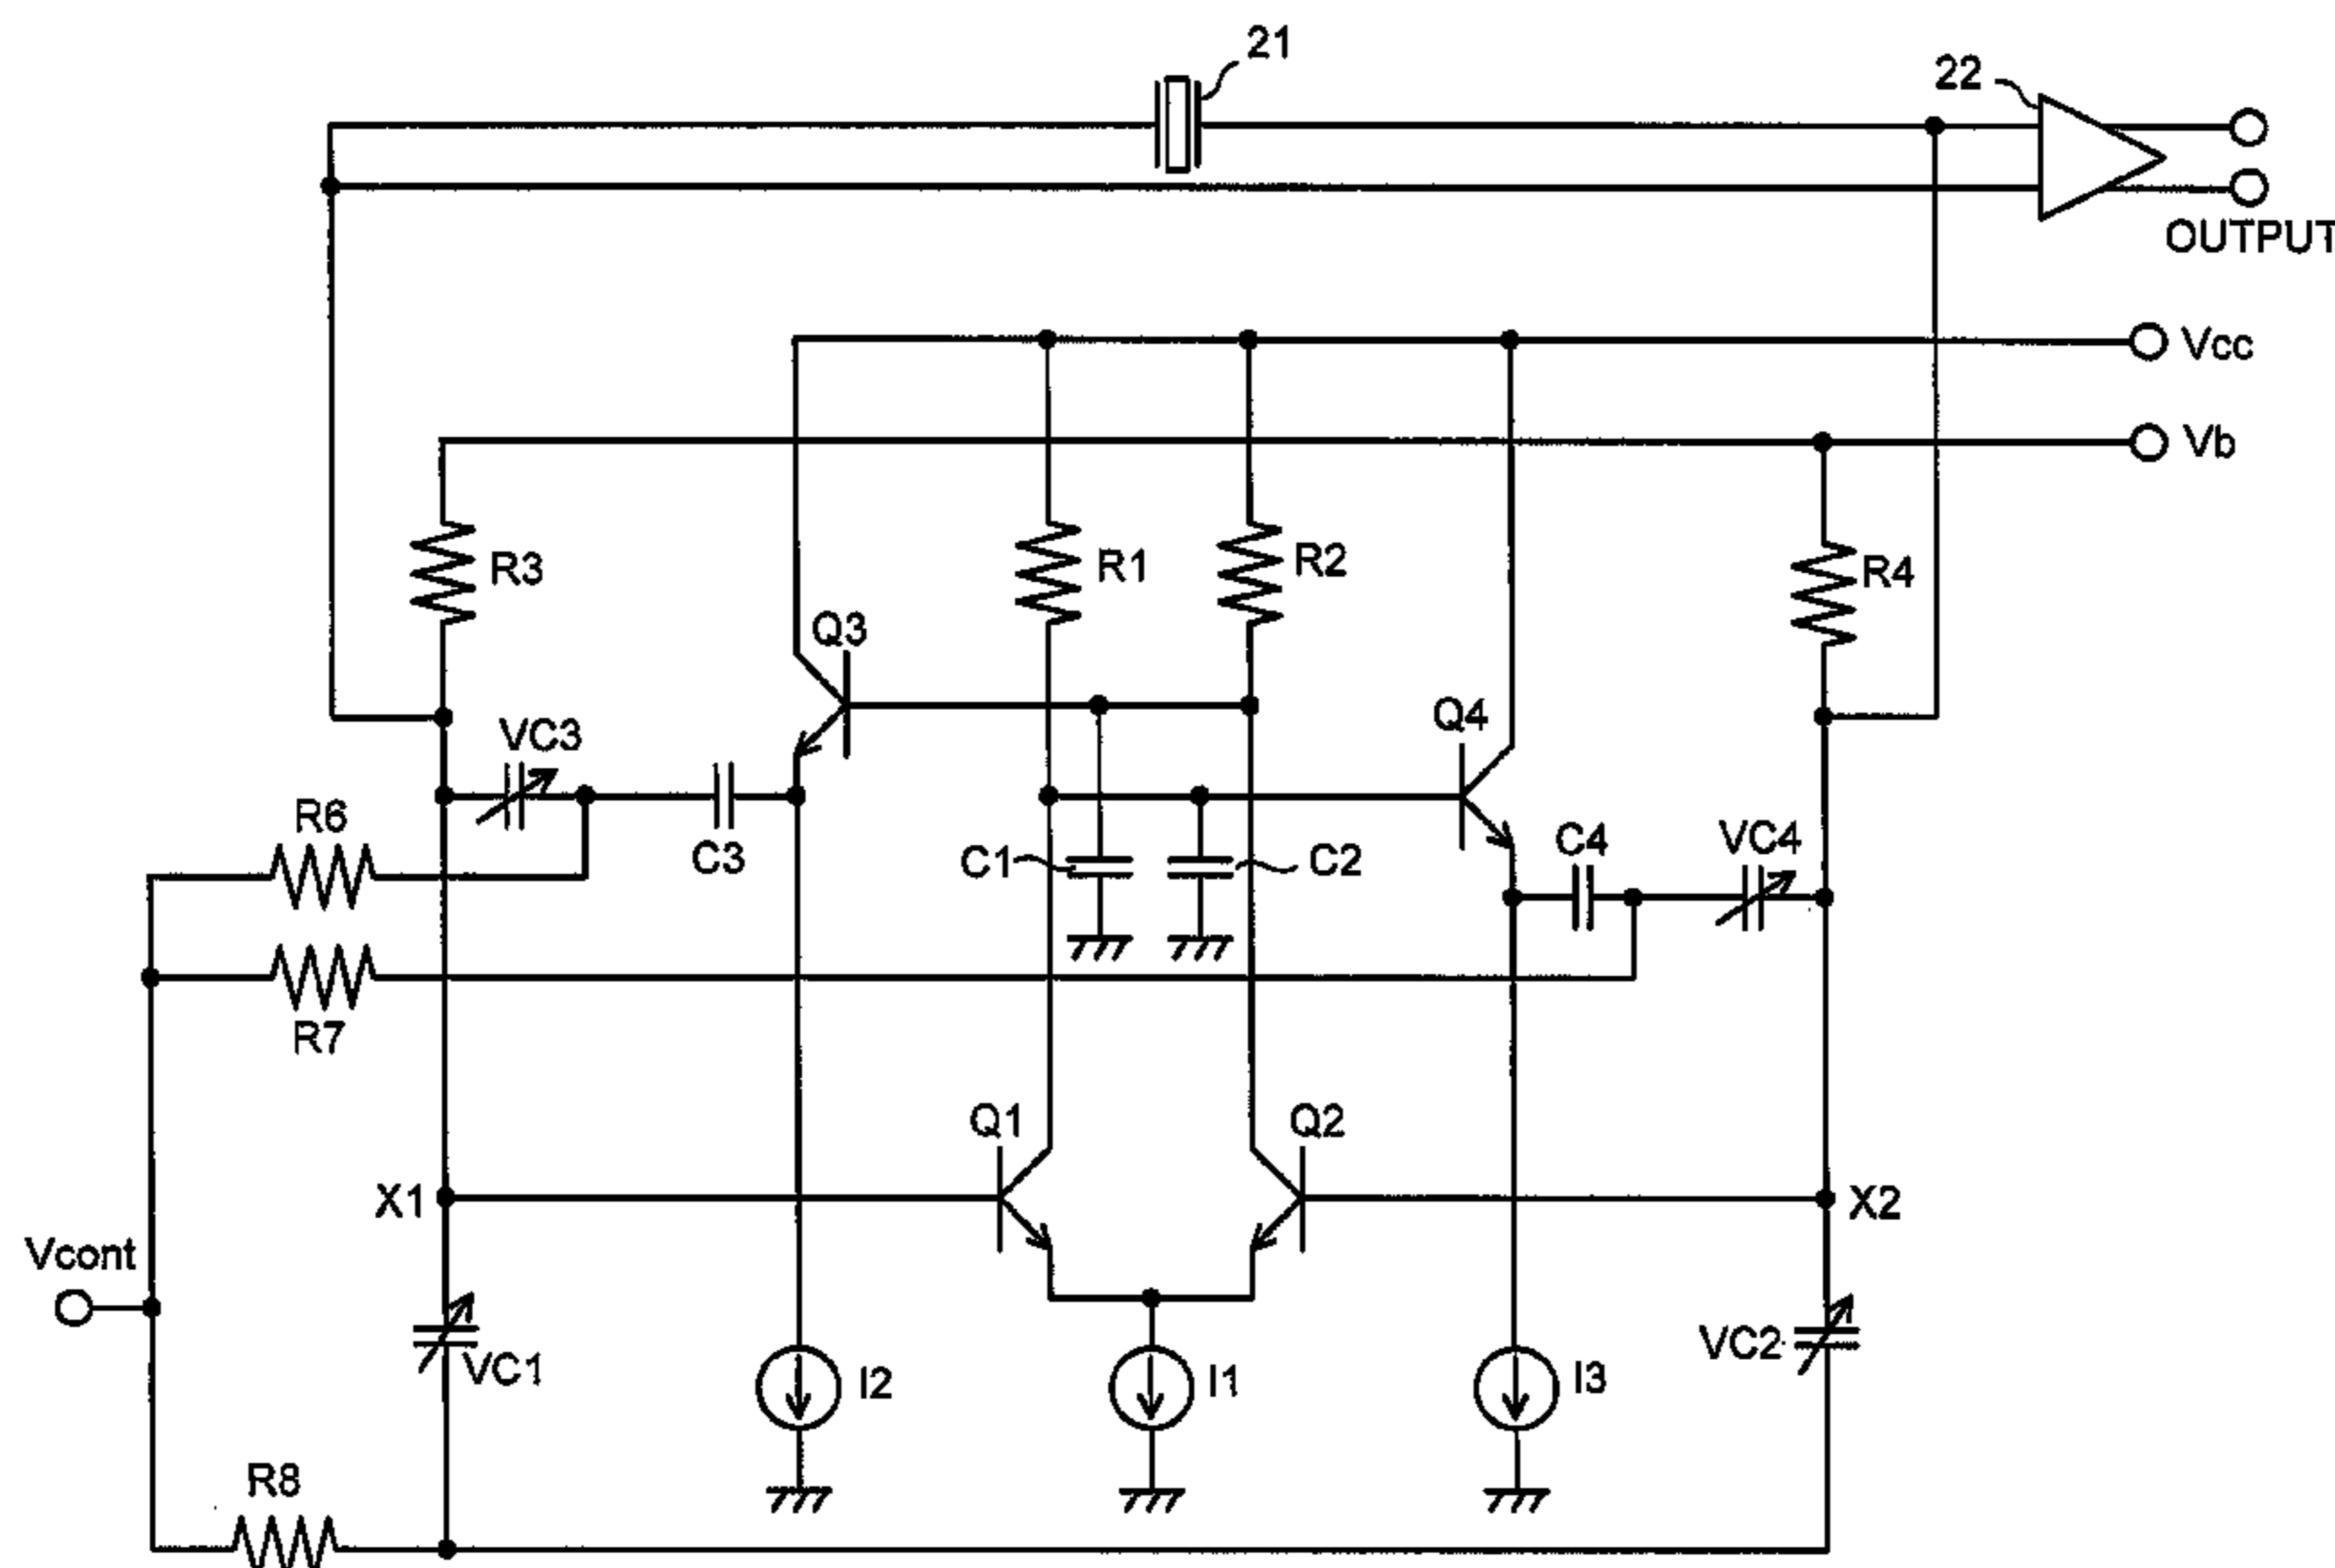 21
22
OUTPUT
Vcc
Vb
R3
R1
R2
R4
Q3
Q4
VC3
R6
C3
C1
C2
C4
VC4
R7
Q1
Q2
X1
X2
Vcont
VC1
I2
I1
I3
VC2
R8